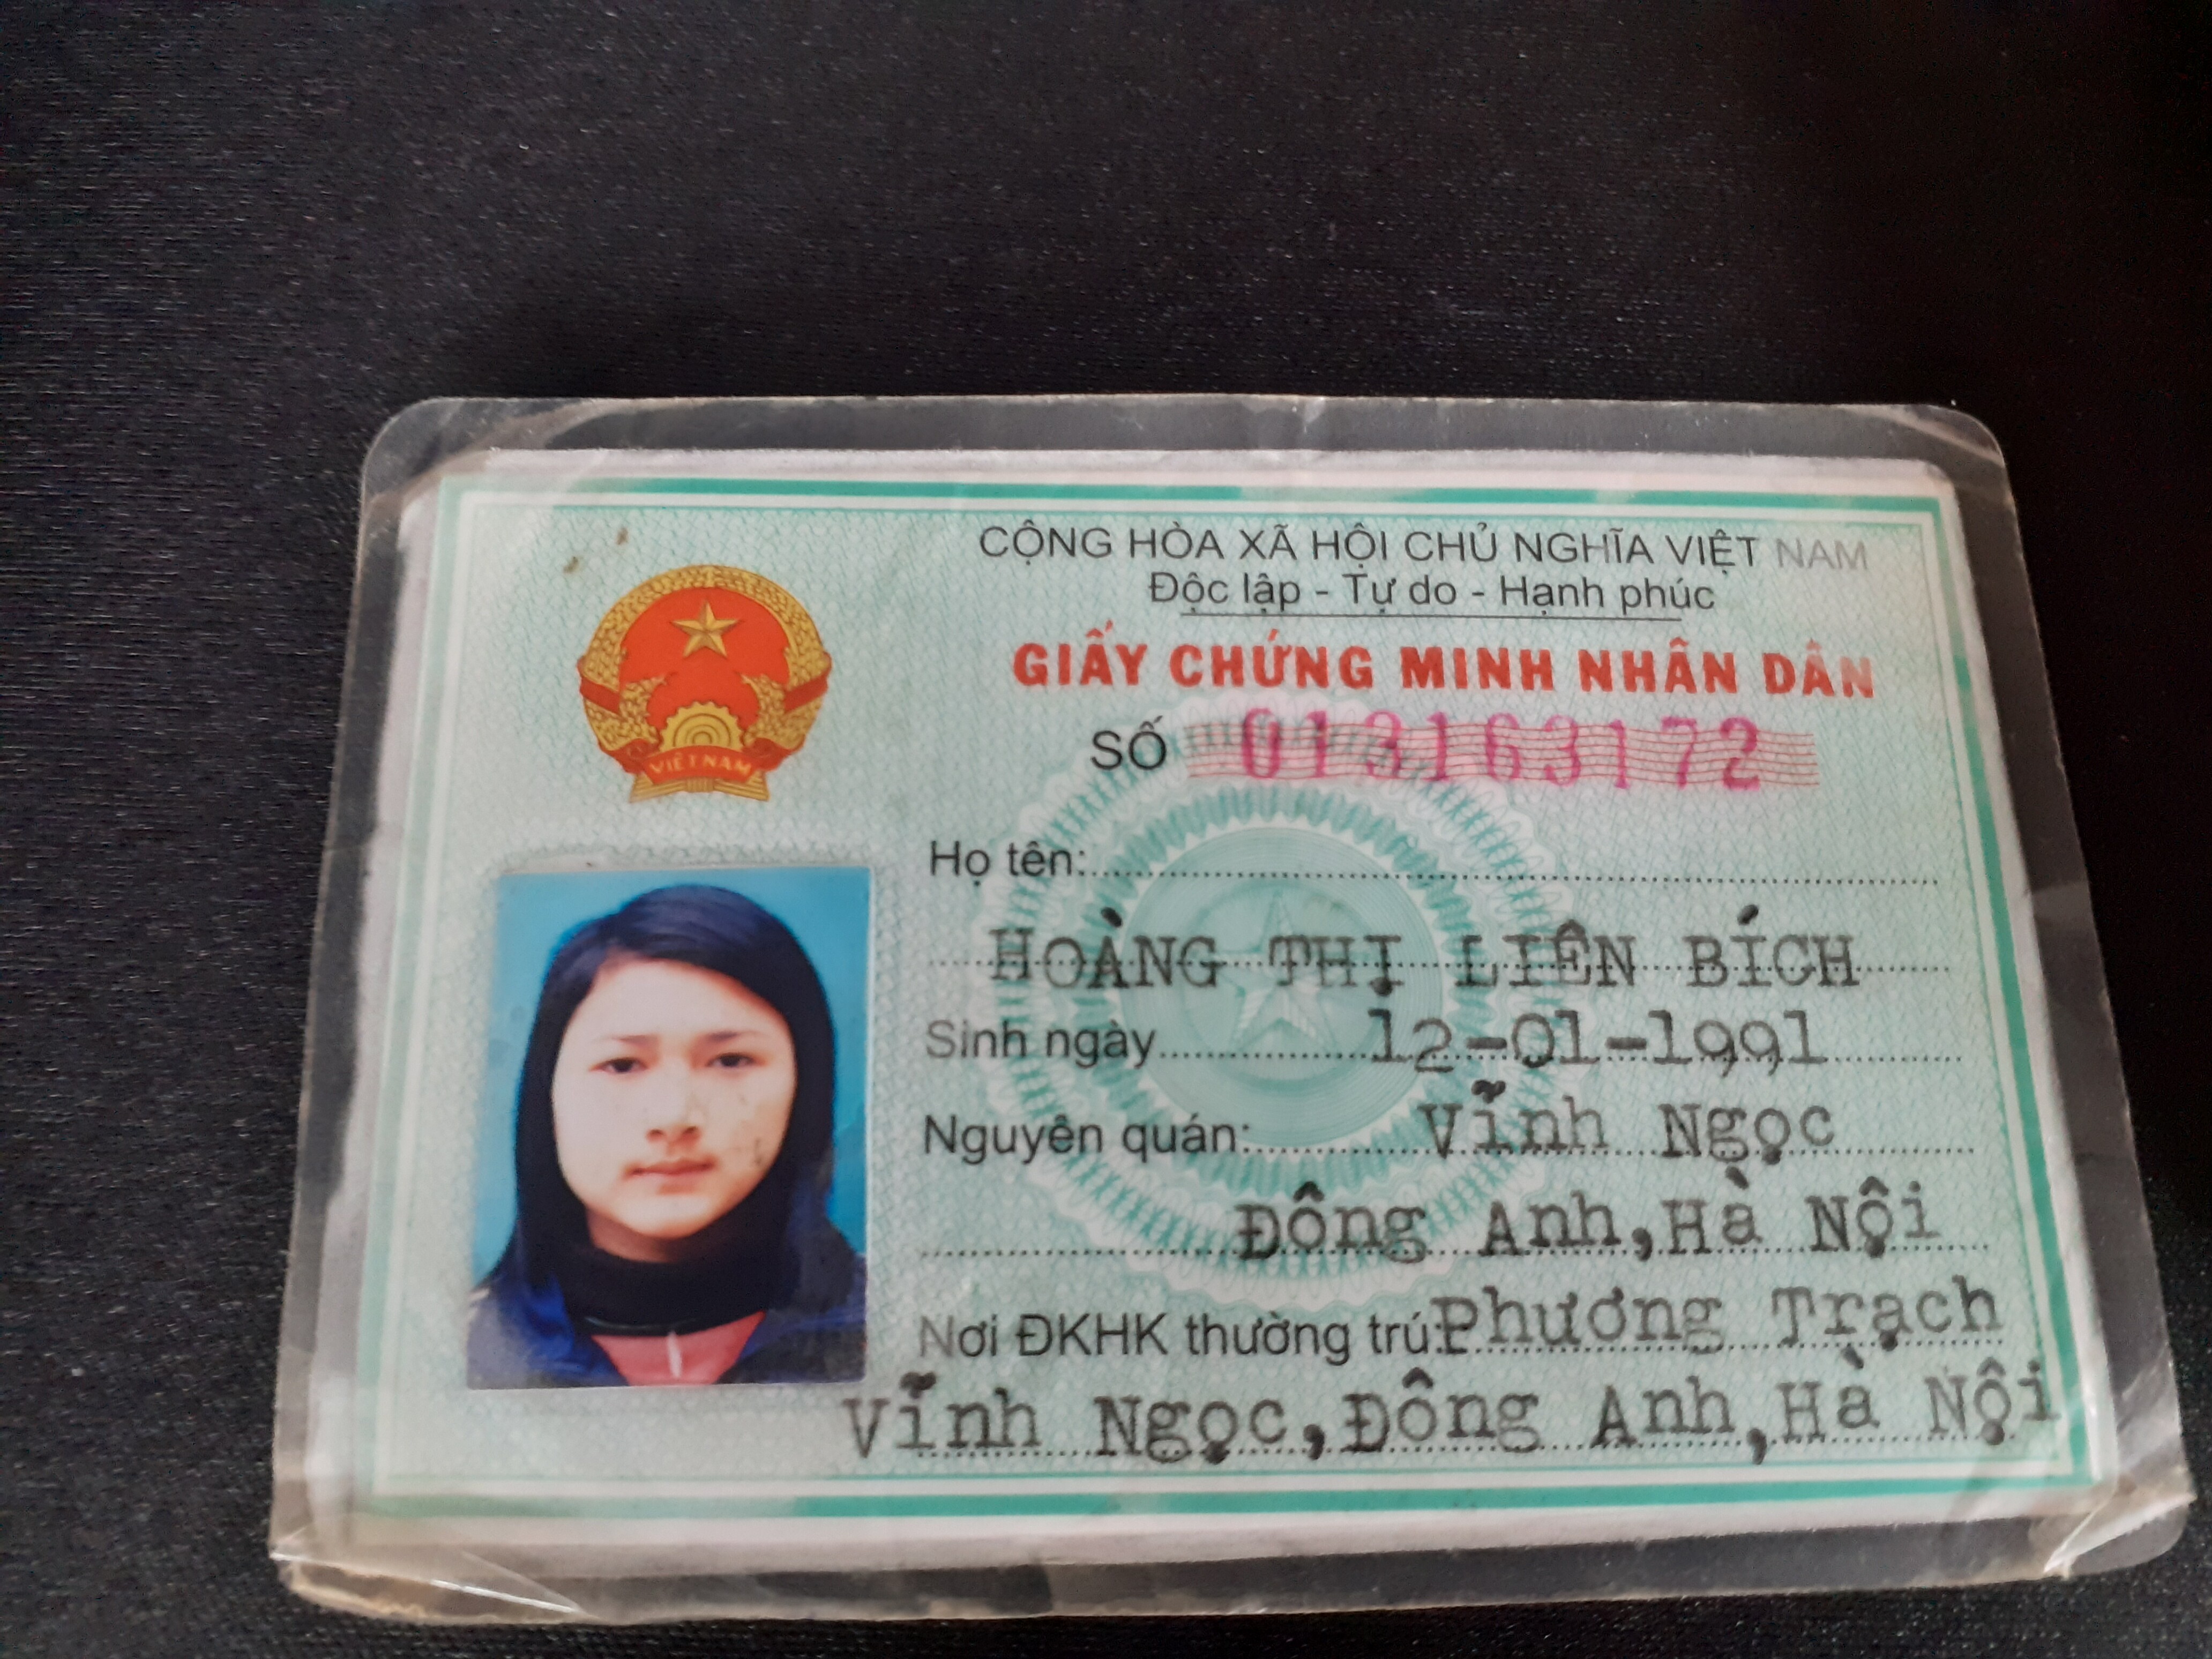 CỘNG HÒA XÃ HỘI CHỦ NGHĨA VIỆT NAM
Độc lập - Tự do - Hạnh phúc
GIẤY CHỨNG MINH NHÂN DÂN
SỐ 013163172
VIỆT NAM
Họ tên:
HOÀNG THỊ LIÊN BÍCH
Sinh ngày 12-01-1991
Nguyên quán: Vĩnh Ngọc
Đông Anh,Hà Nội
Nơi ĐKHK thường trú: Phương Trạch
Vĩnh Ngọc,Đông Anh,Hà Nội